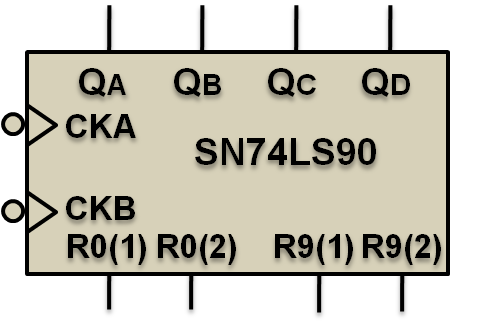 QA QB QC QD
CKA
SN74LS90
CKB
R0(1) R0(2) R9(1) R9(2)